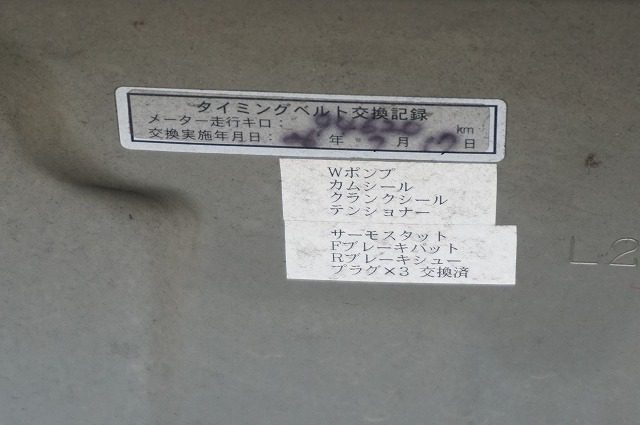 タイミングベルト交換記録
メーター走行キロ: km
交換実施年月日: 年 月 17日
Wポンプ
カムシール
クランクシール
テンショナー
サーモスタット
Fブレーキパット
Rブレーキシュー
プラグ×3 交換済
L2